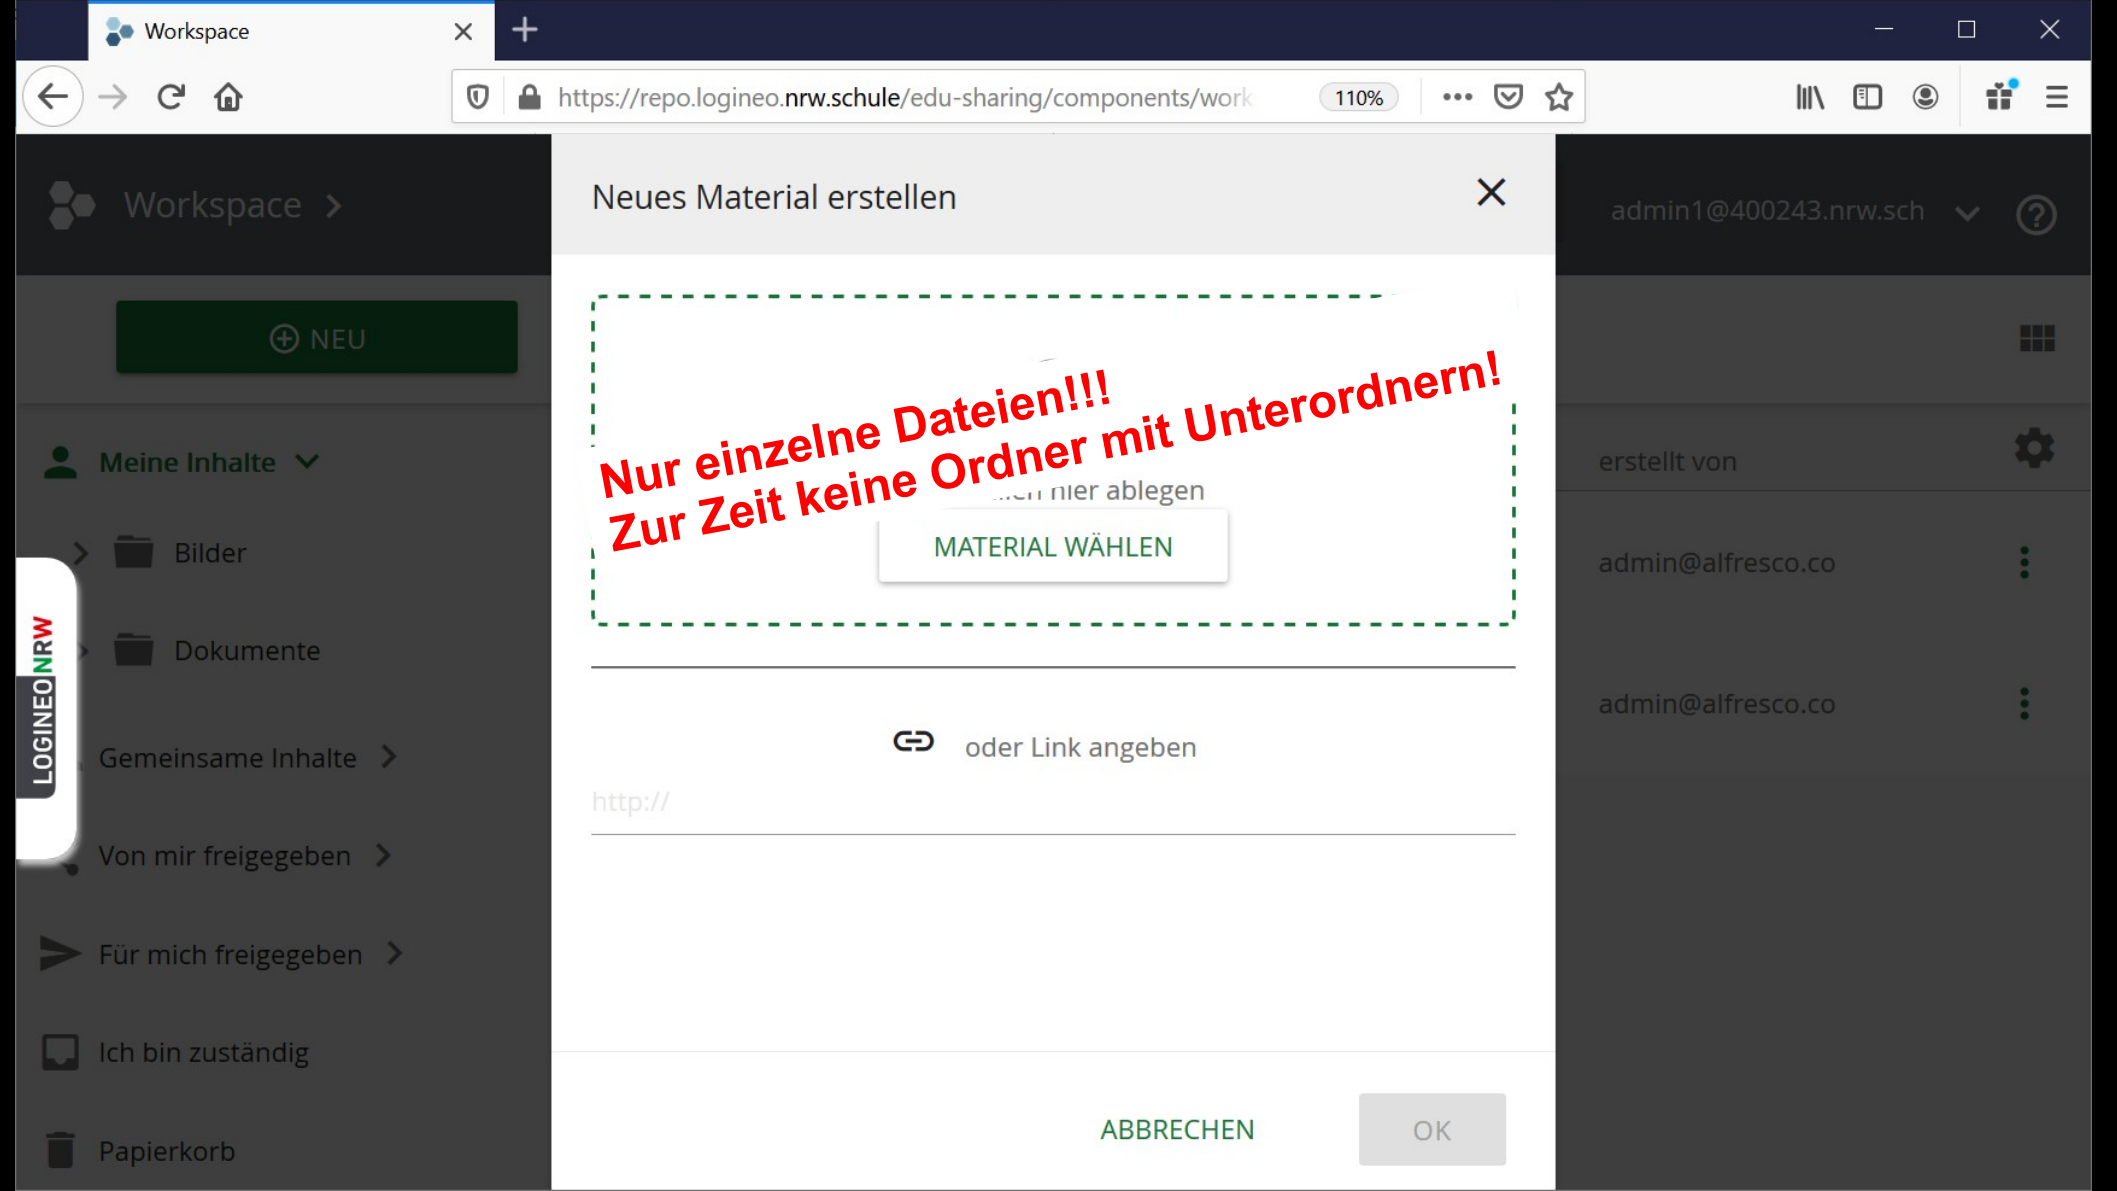 Workspace
https://repo.logineo.nrw.schule/edu-sharing/components/work
110%
Workspace
Neues Material erstellen
admin1@400243.nrw.sch
NEU
Nur einzelne Dateien!!!
Zur Zeit keine Ordner mit Unterordnern!
hier ablegen
MATERIAL WÄHLEN
Meine Inhalte
erstellt von
Bilder
admin@alfresco.co
Dokumente
admin@alfresco.co
LOGINEONRW
Gemeinsame Inhalte
oder Link angeben
http://
Von mir freigegeben
Für mich freigegeben
Ich bin zuständig
Papierkorb
ABBRECHEN
OK